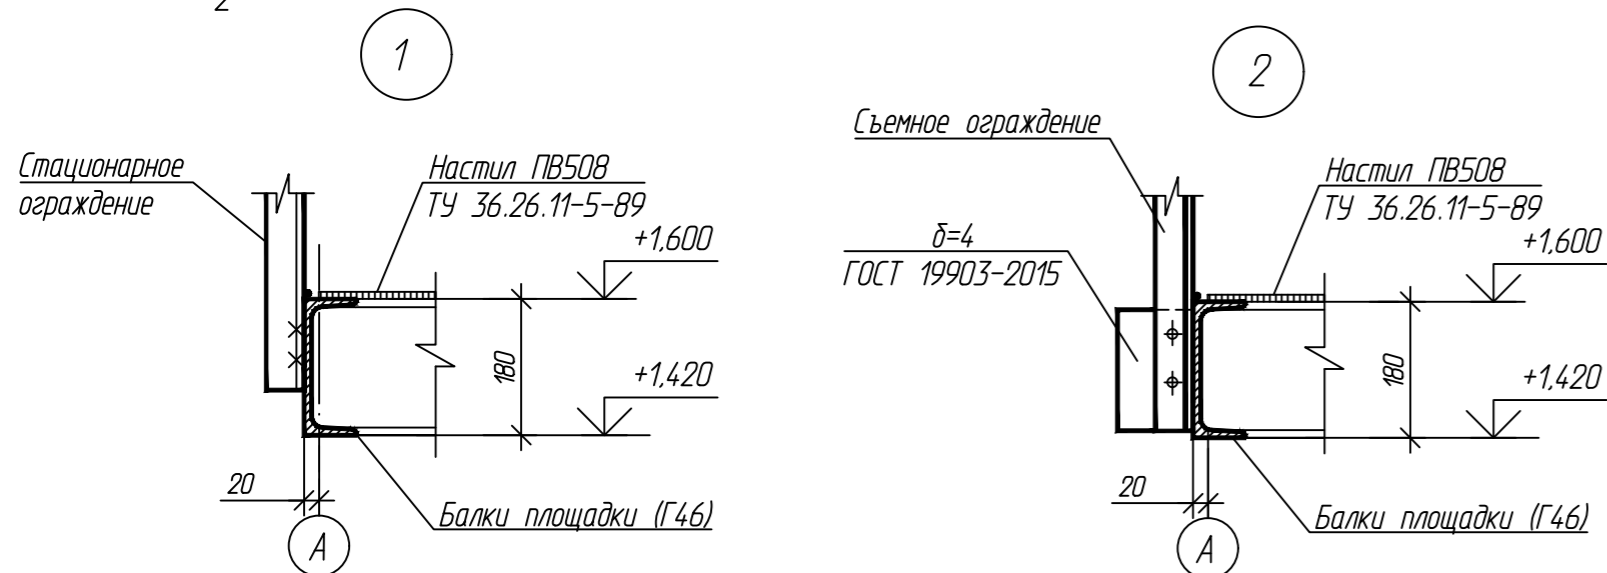 2
1
Стационарное
ограждение
Настил ПВ508
ТУ 36.26.11-5-89
+1,600
180
+1,420
20
Балки площадки (Г46)
А
2
Съемное ограждение
Настил ПВ508
ТУ 36.26.11-5-89
δ=4
ГОСТ 19903-2015
+1,600
180
+1,420
20
Балки площадки (Г46)
А